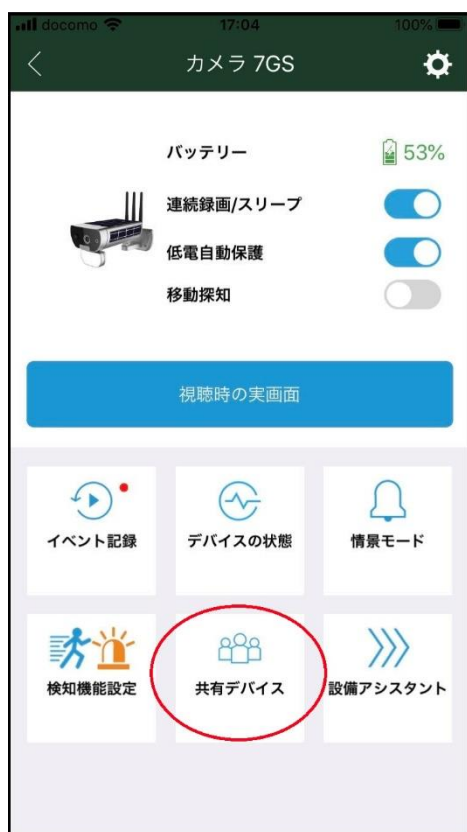 docomo 17:04 100%
カメラ 7GS
バッテリー 53%
連続録画/スリープ
低電自動保護
移動探知
視聴時の実画面
イベント記録 デバイスの状態 情景モード
検知機能設定 共有デバイス 設備アシスタント